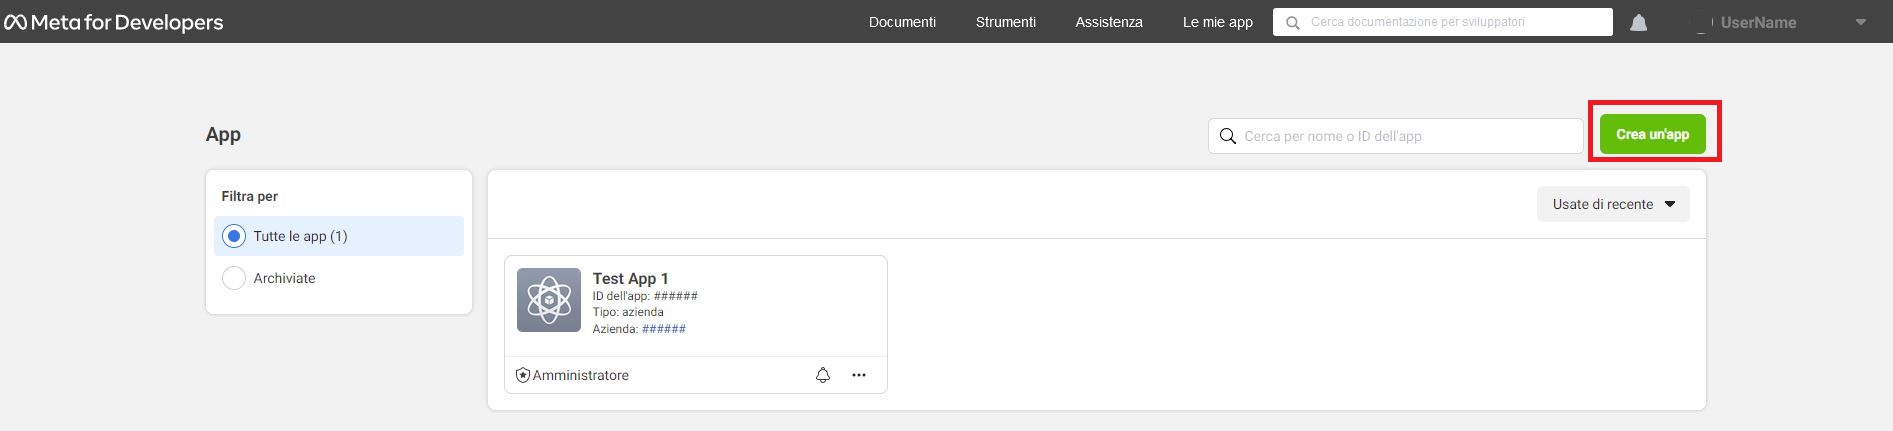 Meta for Developers
Documenti Strumenti Assistenza Le mie app Cerca documentazione per sviluppatori UserName
App
Cerca per nome o ID dell'app
Crea un'app
Filtra per
Tutte le app (1)
Archiviate
Usate di recente
Test App 1
ID dell'app: ######
Tipo: azienda
Azienda: ######
Amministratore